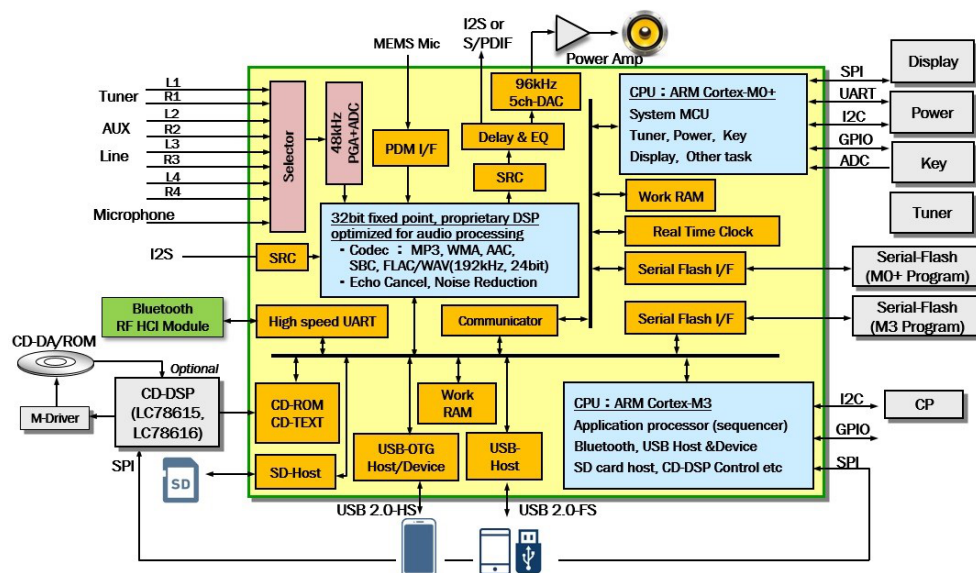 I2S or
S/PDIF
MEMS Mic
Power Amp
Tuner
L1
R1
AUX
L2
R2
Line
L3
R3
L4
R4
Microphone
I2S
Selector
48kHz
PGA+ADC
PDM I/F
96kHz
5ch-DAC
Delay & EQ
SRC
SRC
CPU : ARM Cortex-M0+
System MCU
Tuner, Power, Key
Display, Other task
SPI
UART
I2C
GPIO
ADC
Display
Power
Key
Tuner
32bit fixed point, proprietary DSP
optimized for audio processing
・Codec : MP3, WMA, AAC,
SBC, FLAC/WAV(192kHz, 24bit)
・Echo Cancel, Noise Reduction
Work RAM
Real Time Clock
Serial Flash I/F
Serial Flash I/F
Serial-Flash
(M0+ Program)
Serial-Flash
(M3 Program)
Bluetooth
RF HCI Module
High speed UART
Communicator
CD-DA/ROM
Optional
M-Driver
CD-DSP
(LC78615,
LC78616)
SPI
CD-ROM
CD-TEXT
SD-Host
SD
Work
RAM
USB-OTG
Host/Device
USB-
Host
CPU : ARM Cortex-M3
Application processor (sequencer)
Bluetooth, USB Host &Device
SD card host, CD-DSP Control etc
I2C
GPIO
SPI
CP
USB 2.0-HS
USB 2.0-FS